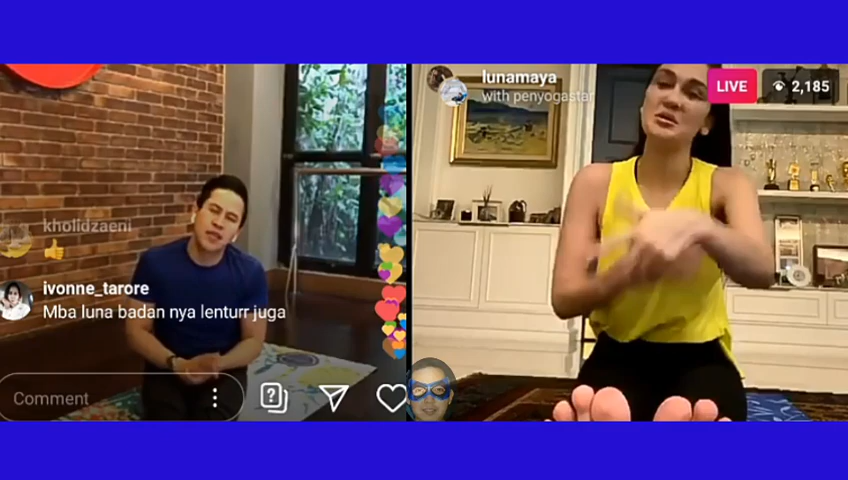 kholidzaeni
👍
ivonne_tarore
Mba luna badan nya lenturr juga
Comment
lunamaya
with penyogastar
LIVE
2,185